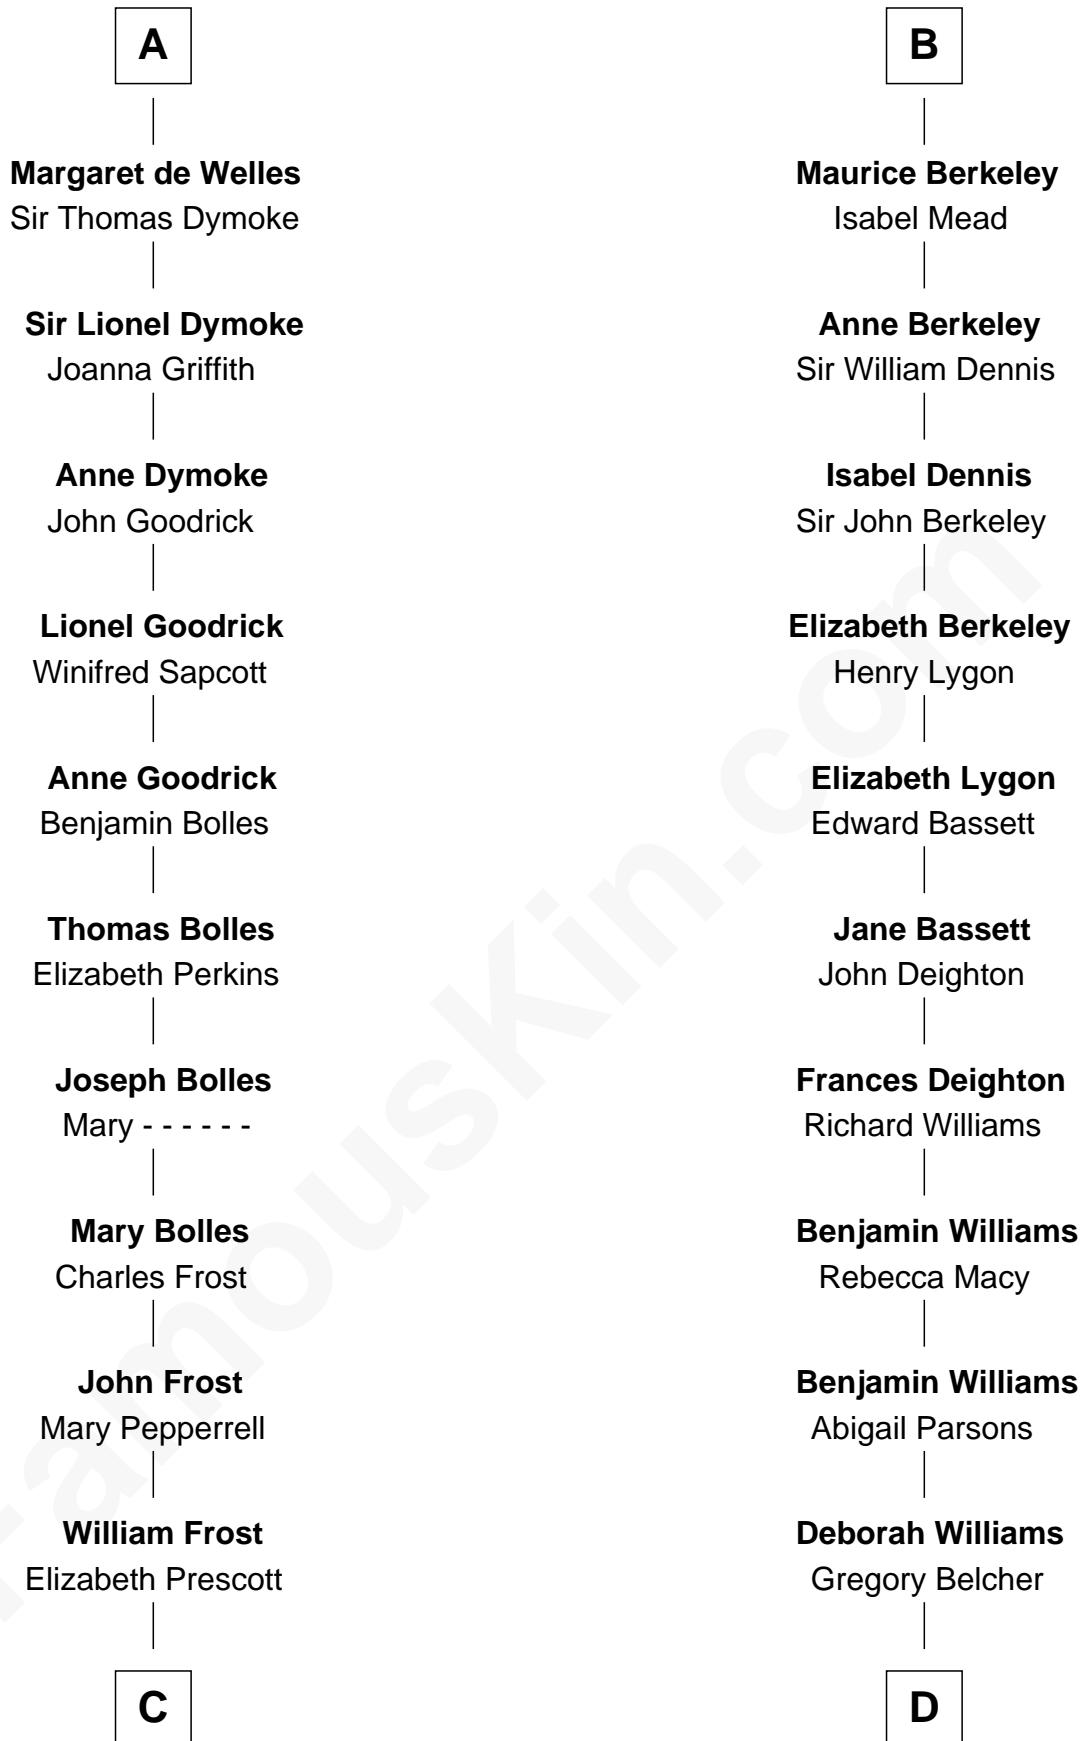 A
Margaret de Welles
Sir Thomas Dymoke
Sir Lionel Dymoke
Joanna Griffith
Anne Dymoke
John Goodrick
Lionel Goodrick
Winifred Sapcott
Anne Goodrick
Benjamin Bolles
Thomas Bolles
Elizabeth Perkins
Joseph Bolles
Mary - - - - - -
Mary Bolles
Charles Frost
John Frost
Mary Pepperrell
William Frost
Elizabeth Prescott
C
B
Maurice Berkeley
Isabel Mead
Anne Berkeley
Sir William Dennis
Isabel Dennis
Sir John Berkeley
Elizabeth Berkeley
Henry Lygon
Elizabeth Lygon
Edward Bassett
Jane Bassett
John Deighton
Frances Deighton
Richard Williams
Benjamin Williams
Rebecca Macy
Benjamin Williams
Abigail Parsons
Deborah Williams
Gregory Belcher
D
FamousKin.com